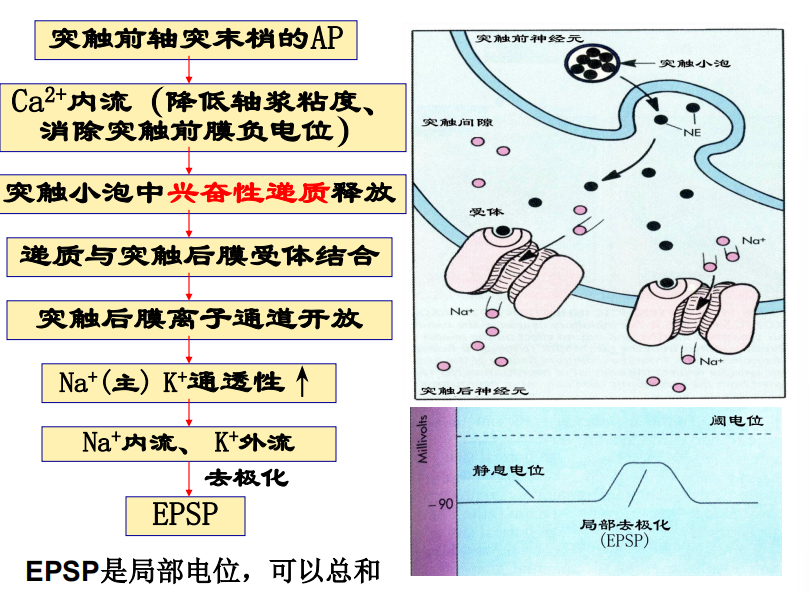 突触前轴突末梢的AP
Ca²⁺内流（降低轴浆粘度、
消除突触前膜负电位）
突触小泡中兴奋性递质释放
递质与突触后膜受体结合
突触后膜离子通道开放
Na⁺(主) K⁺通透性↑
Na⁺内流、 K⁺外流
去极化
EPSP
EPSP是局部电位，可以总和
突触前神经元
突触小泡
NE
突触间隙
受体
Na⁺
Na⁺
Na⁺
突触后神经元
Millivolts
阈电位
静息电位
－90
局部去极化
(EPSP)